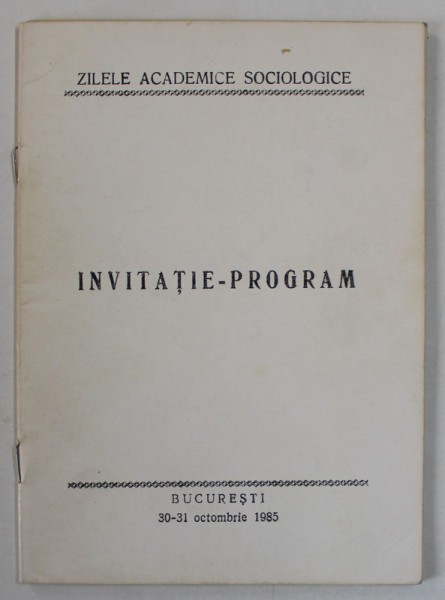 ZILELE ACADEMICE SOCIOLOGICE
INVITAȚIE-PROGRAM
BUCUREȘTI
30-31 octombrie 1985